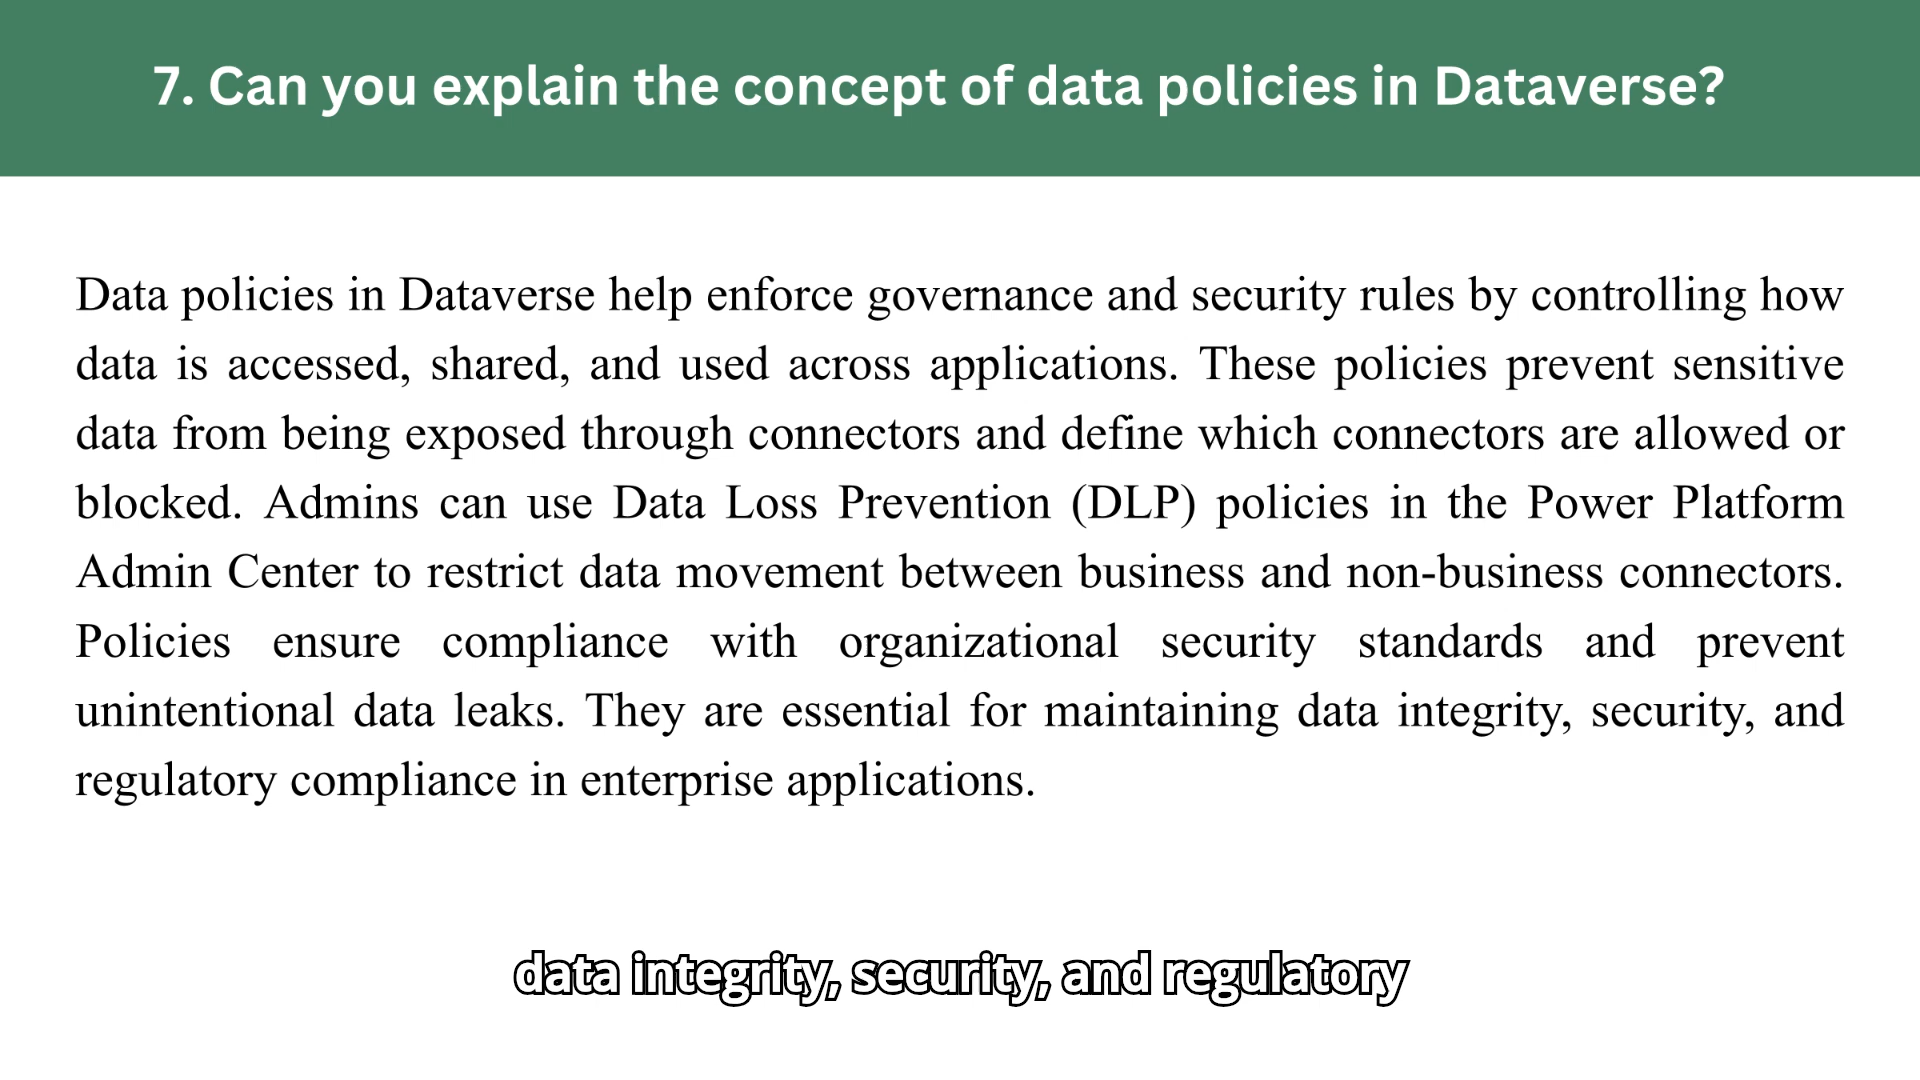 7. Can you explain the concept of data policies in Dataverse?
Data policies in Dataverse help enforce governance and security rules by controlling how
data is accessed, shared, and used across applications. These policies prevent sensitive
data from being exposed through connectors and define which connectors are allowed or
blocked. Admins can use Data Loss Prevention (DLP) policies in the Power Platform
Admin Center to restrict data movement between business and non-business connectors.
Policies ensure compliance with organizational security standards and prevent
unintentional data leaks. They are essential for maintaining data integrity, security, and
regulatory compliance in enterprise applications.
data integrity, security, and regulatory